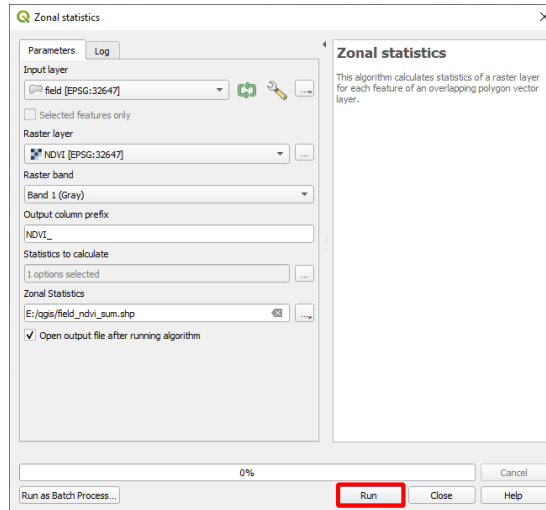 Zonal statistics
Parameters
Log
Input layer
field [EPSG:32647]
...
Selected features only
Raster layer
NDVI [EPSG:32647]
...
Raster band
Band 1 (Gray)
Output column prefix
NDVI_
Statistics to calculate
1 options selected
...
Zonal Statistics
E:/qgis/field_ndvi_sum.shp
...
Open output file after running algorithm
Zonal statistics
This algorithm calculates statistics of a raster layer
for each feature of an overlapping polygon vector
layer.
0%
Cancel
Run as Batch Process...
Run
Close
Help